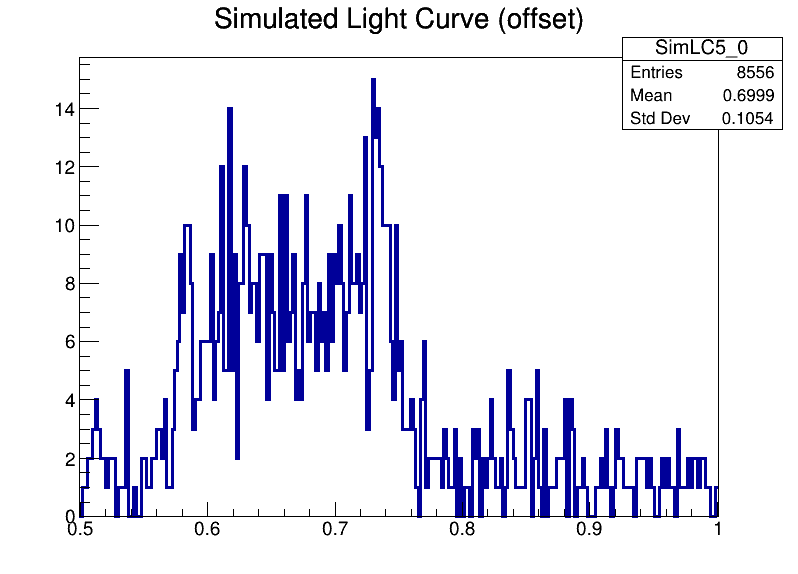 Simulated Light Curve (offset)
SimLC5_0
Entries 8556
Mean 0.6999
Std Dev 0.1054
14
12
10
8
6
4
2
0
0.5 0.6 0.7 0.8 0.9 1